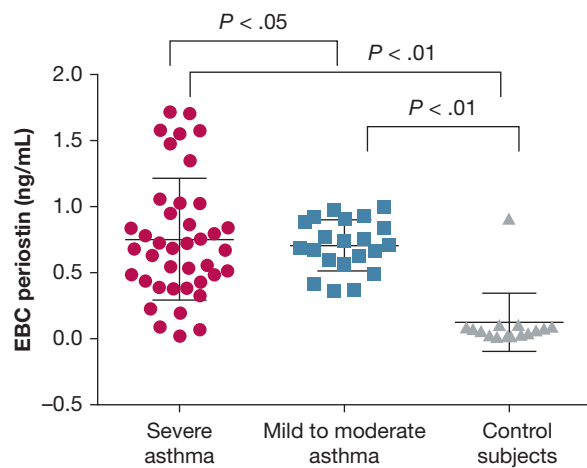 P < .05
P < .01
P < .01
EBC periostin (ng/mL)
2.0
1.5
1.0
0.5
0.0
–0.5
Severe
asthma
Mild to moderate
asthma
Control
subjects